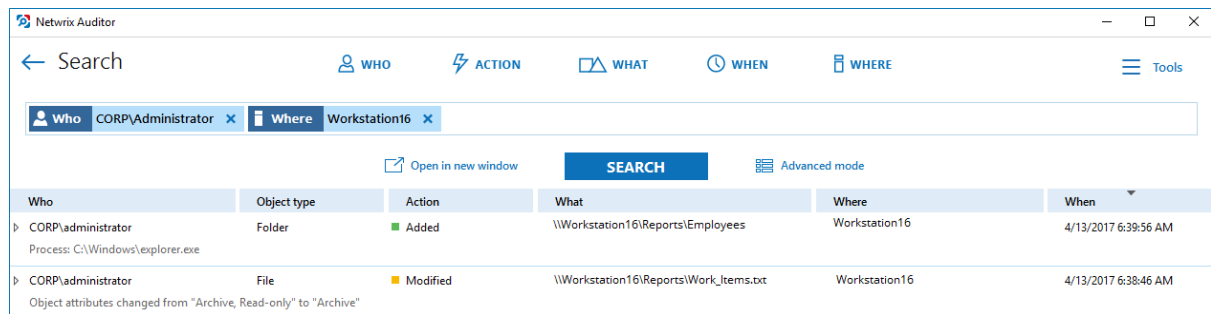 Netwrix Auditor
Search WHO ACTION WHAT WHEN WHERE Tools
Who CORP\Administrator × Where Workstation16 ×
Open in new window SEARCH Advanced mode
Who Object type Action What Where When
CORP\administrator Folder Added \\Workstation16\Reports\Employees Workstation16 4/13/2017 6:39:56 AM
Process: C:\Windows\explorer.exe
CORP\administrator File Modified \\Workstation16\Reports\Work_Items.txt Workstation16 4/13/2017 6:38:46 AM
Object attributes changed from "Archive, Read-only" to "Archive"